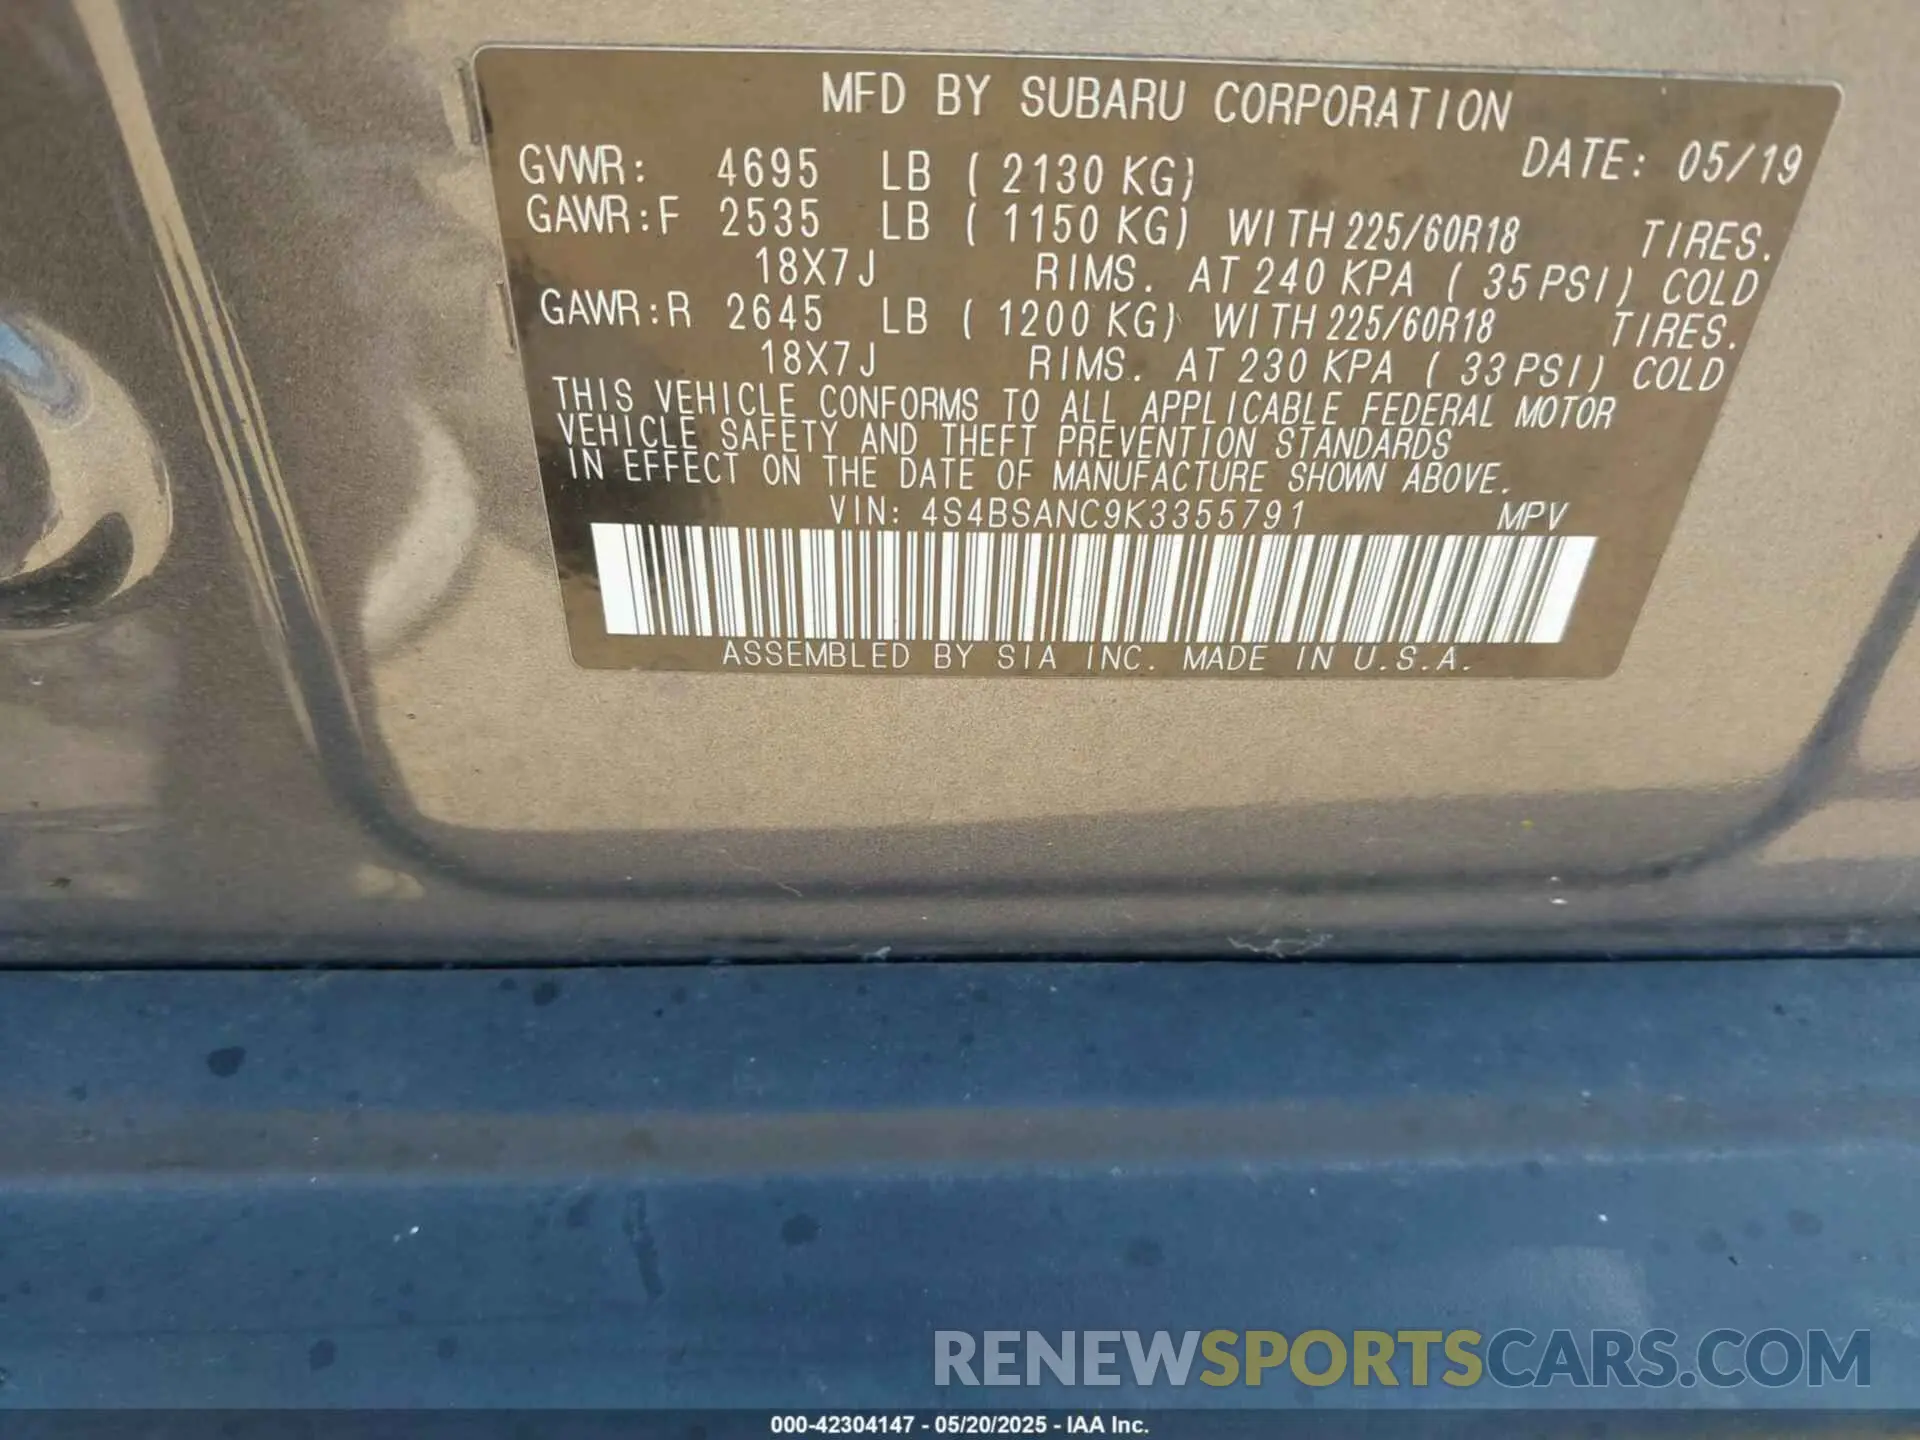 MFD BY SUBARU CORPORATION
DATE: 05/19
GVWR: 4695 LB ( 2130 KG)
GAWR:F 2535 LB ( 1150 KG) WITH 225/60R18 TIRES.
18X7J RIMS. AT 240 KPA ( 35 PSI) COLD
GAWR:R 2645 LB ( 1200 KG) WITH 225/60R18 TIRES.
18X7J RIMS. AT 230 KPA ( 33 PSI) COLD
THIS VEHICLE CONFORMS TO ALL APPLICABLE FEDERAL MOTOR
VEHICLE SAFETY AND THEFT PREVENTION STANDARDS
IN EFFECT ON THE DATE OF MANUFACTURE SHOWN ABOVE.
VIN: 4S4BSANC9K3355791 MPV
ASSEMBLED BY SIA INC. MADE IN U.S.A.
RENEWSPORTSCARS.COM
000-42304147 - 05/20/2025 - IAA Inc.